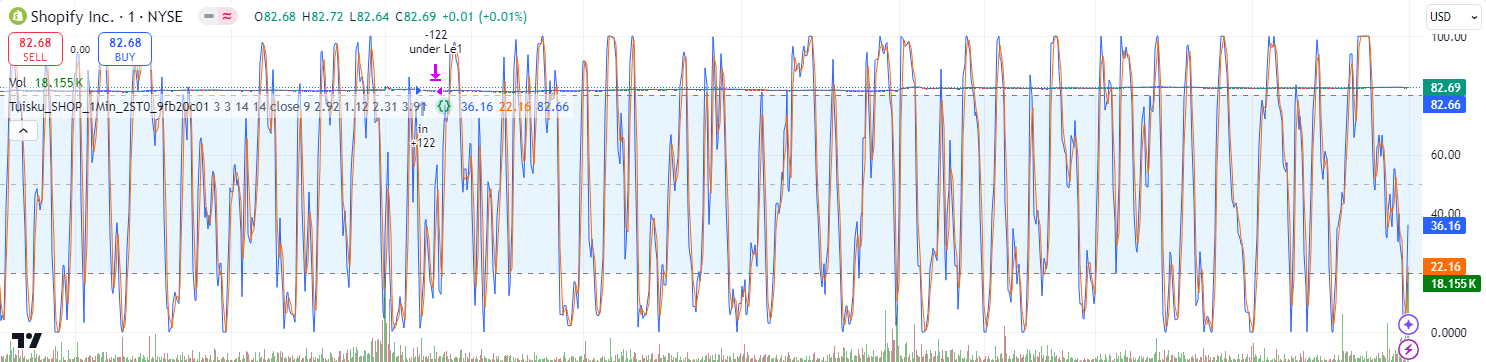 Shopify Inc. · 1 · NYSE O82.68 H82.72 L82.64 C82.69 +0.01 (+0.01%)
USD
82.68
SELL
0.00
82.68
BUY
-122
under Le1
100.00
Vol 18.155K
82.69
Tuisku_SHOP_1Min_2ST0_9fb20c01 3 3 14 14 close 9 2.92 1.12 2.31 3.91 36.16 22.16 82.66
82.66
in
+122
60.00
40.00
36.16
22.16
18.155K
0.0000